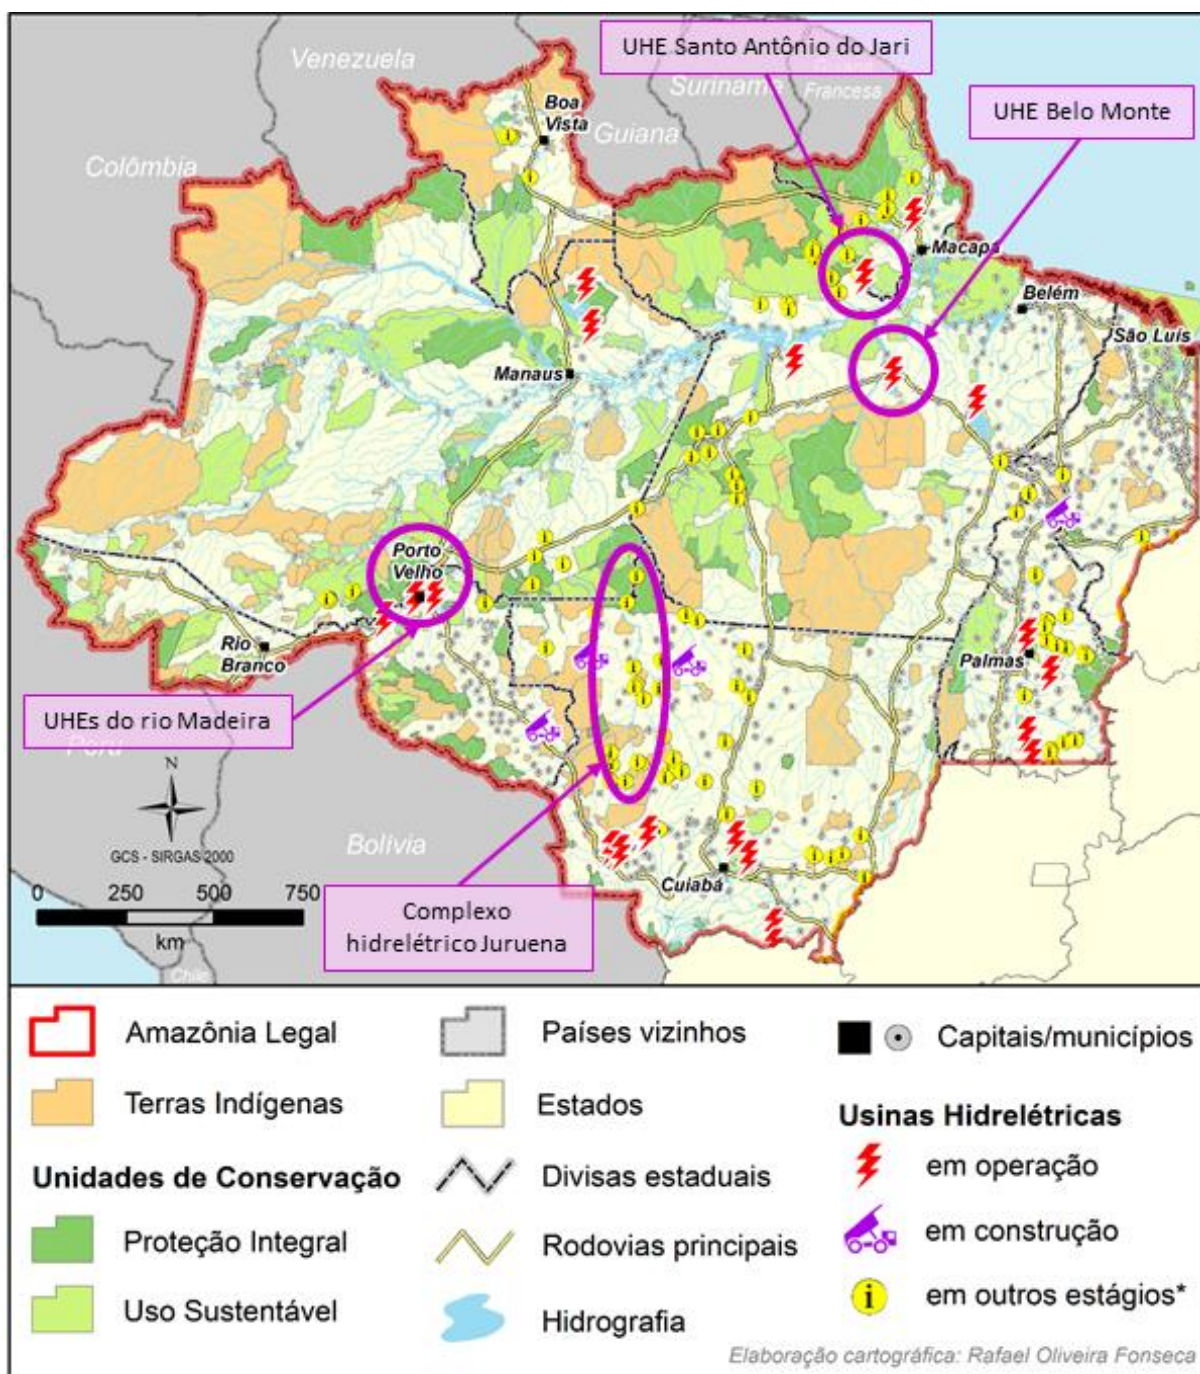 UHE Santo Antônio do Jari
UHE Belo Monte
Venezuela
Suriname
Francesa
Boa
Vista
Guiana
Colômbia
Macapa
Belém
São Luís
Manaus
Porto
Velho
Rio
Branco
Palmas
UHEs do rio Madeira
Peru
N
GCS - SIRGAS 2000
Bolívia
0 250 500 750
km
Cuiabá
Complexo
hidrelétrico Juruena
Chile
Amazônia Legal
Países vizinhos
Capitais/municípios
Terras Indígenas
Estados
Usinas Hidrelétricas
Unidades de Conservação
Divisas estaduais
em operação
Proteção Integral
Rodovias principais
em construção
Uso Sustentável
Hidrografia
em outros estágios*
Elaboração cartográfica: Rafael Oliveira Fonseca